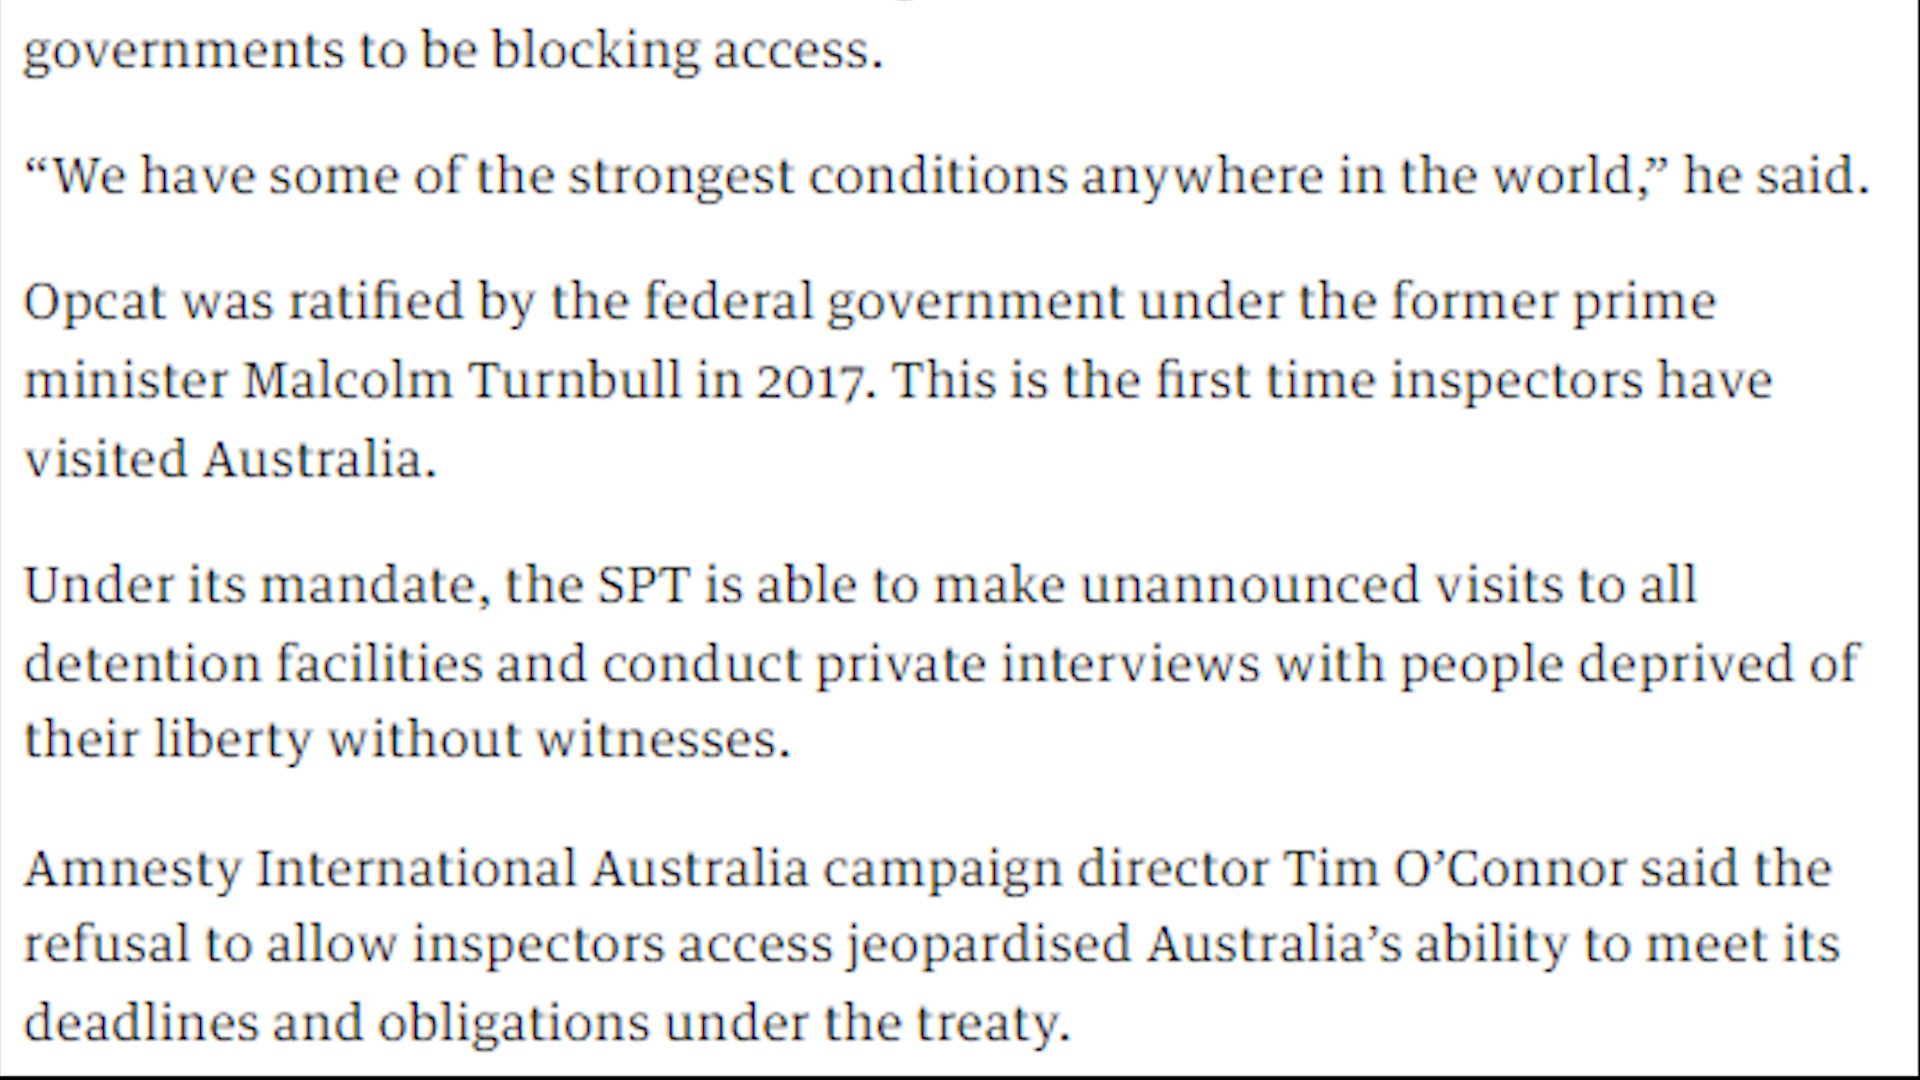 governments to be blocking access.
“We have some of the strongest conditions anywhere in the world,” he said.
Opcat was ratified by the federal government under the former prime
minister Malcolm Turnbull in 2017. This is the first time inspectors have
visited Australia.
Under its mandate, the SPT is able to make unannounced visits to all
detention facilities and conduct private interviews with people deprived of
their liberty without witnesses.
Amnesty International Australia campaign director Tim O’Connor said the
refusal to allow inspectors access jeopardised Australia’s ability to meet its
deadlines and obligations under the treaty.